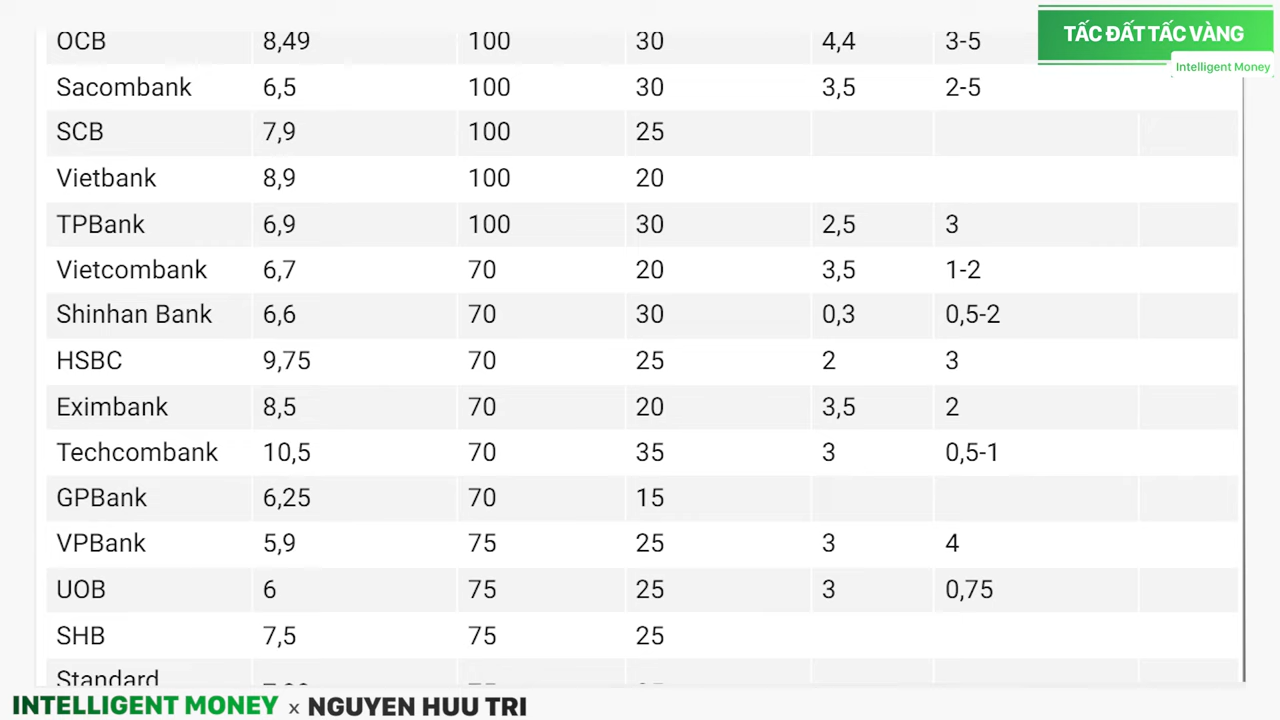 TẤC ĐẤT TẤC VÀNG
Intelligent Money
OCB 8,49 100 30 4,4 3-5
Sacombank 6,5 100 30 3,5 2-5
SCB 7,9 100 25
Vietbank 8,9 100 20
TPBank 6,9 100 30 2,5 3
Vietcombank 6,7 70 20 3,5 1-2
Shinhan Bank 6,6 70 30 0,3 0,5-2
HSBC 9,75 70 25 2 3
Eximbank 8,5 70 20 3,5 2
Techcombank 10,5 70 35 3 0,5-1
GPBank 6,25 70 15
VPBank 5,9 75 25 3 4
UOB 6 75 25 3 0,75
SHB 7,5 75 25
Standard
INTELLIGENT MONEY x NGUYEN HUU TRI